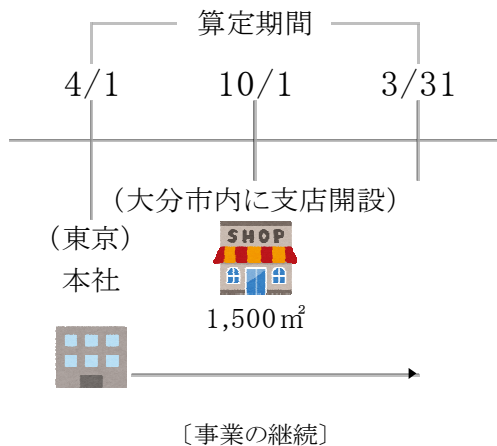 算定期間
4/1 10/1 3/31
(大分市内に支店開設)
(東京)
本社
SHOP
1,500㎡
〔事業の継続〕